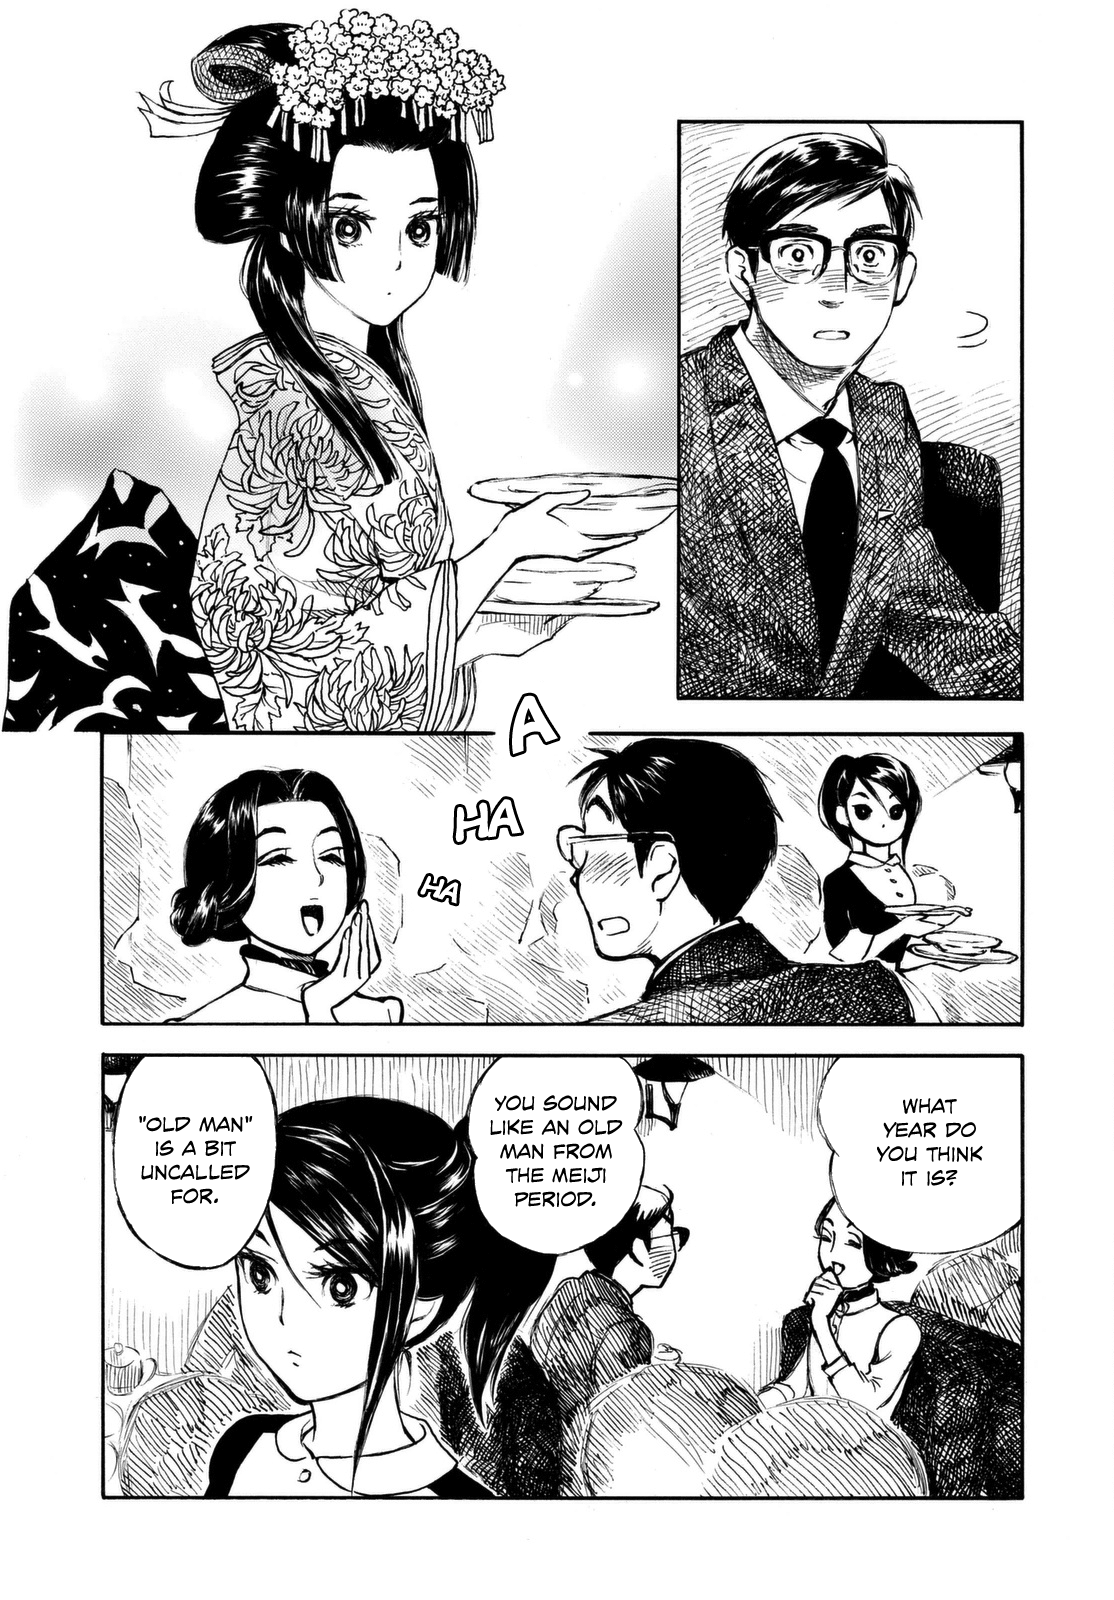 A
HA
HA
WHAT
YEAR DO
YOU THINK
IT IS?
YOU SOUND
LIKE AN OLD
MAN FROM
THE MEIJI
PERIOD.
"OLD MAN"
IS A BIT
UNCALLED
FOR.